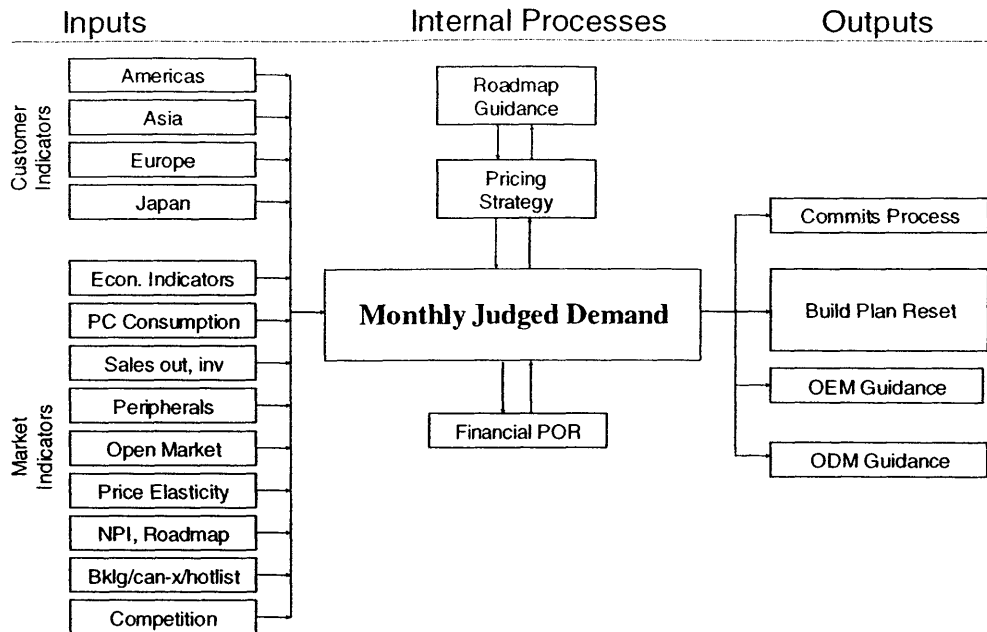 Inputs
Internal Processes
Outputs
Customer
Indicators
Americas
Asia
Europe
Japan
Market
Indicators
Econ. Indicators
PC Consumption
Sales out, inv
Peripherals
Open Market
Price Elasticity
NPI, Roadmap
Bklg/can-x/hotlist
Competition
Roadmap
Guidance
Pricing
Strategy
Monthly Judged Demand
Financial POR
Commits Process
Build Plan Reset
OEM Guidance
ODM Guidance